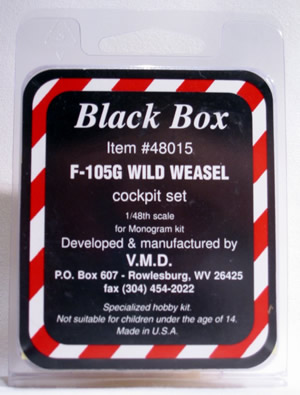 Black Box
Item #48015
F-105G WILD WEASEL
cockpit set
1/48th scale
for Monogram kit
Developed & manufactured by
V.M.D.
P.O. Box 607 - Rowlesburg, WV 26425
fax (304) 454-2022
Specialized hobby kit.
Not suitable for children under the age of 14.
Made in U.S.A.